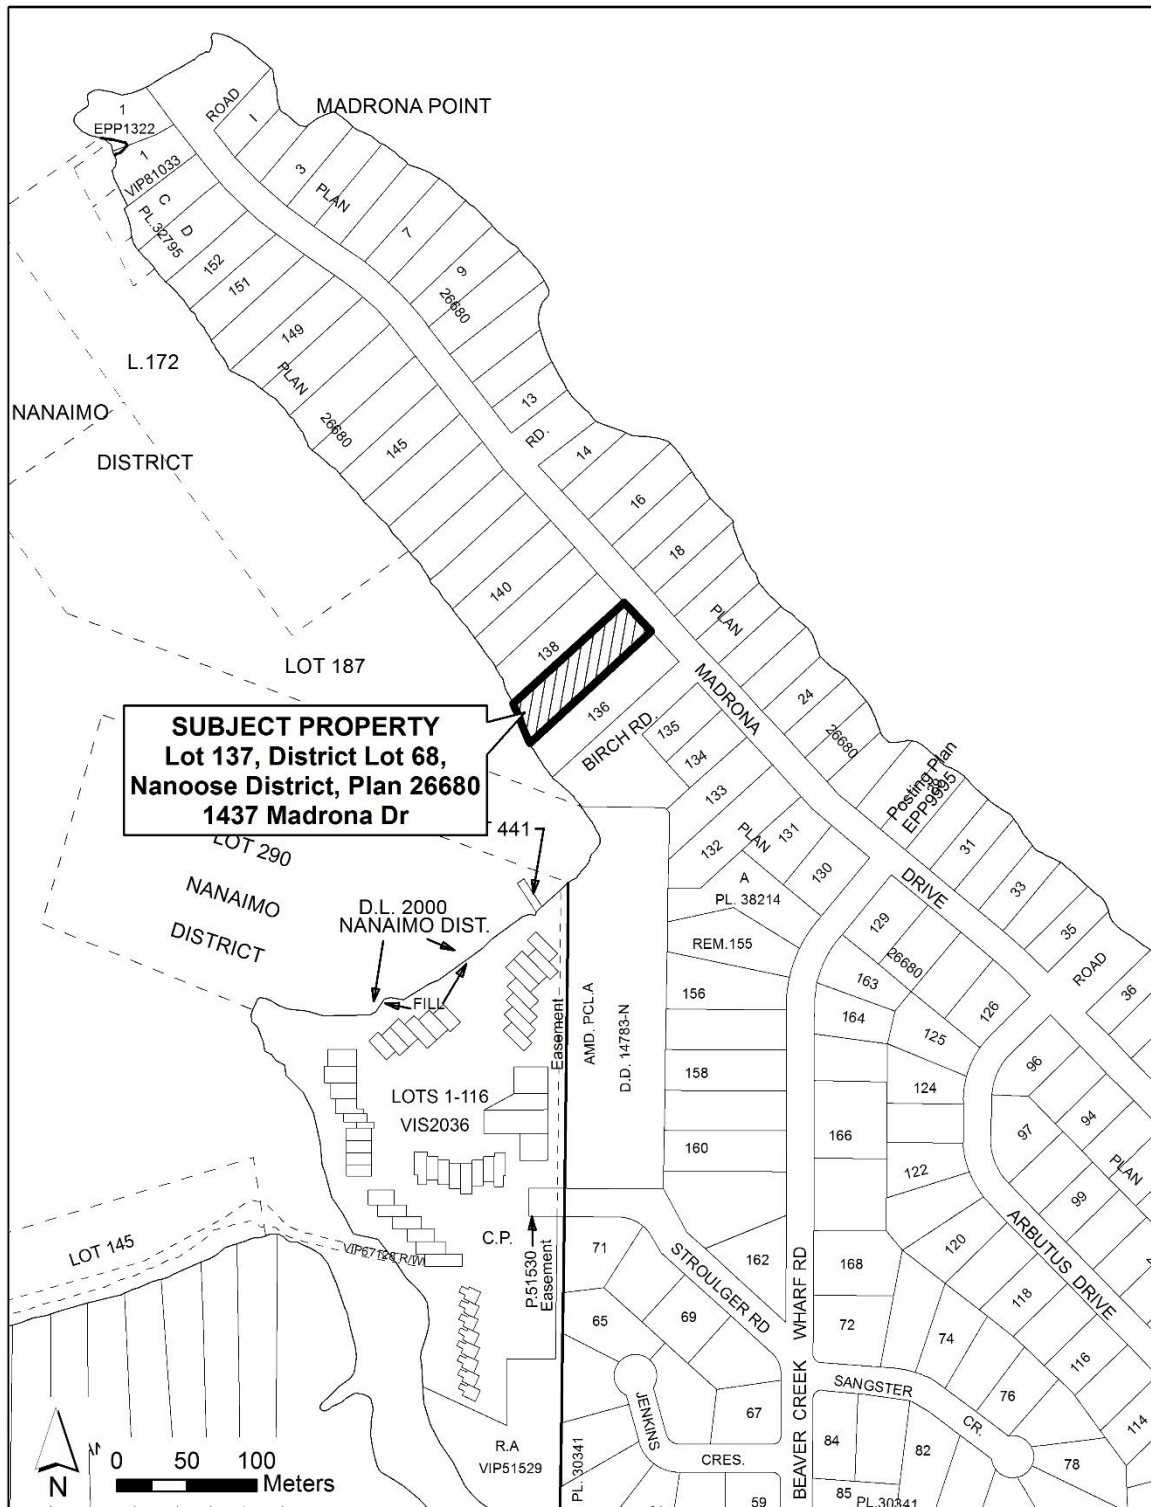 1
EPP1322
ROAD
1
MADRONA POINT
1
VIP81033
3
PLAN
C
D
PL.32795
7
152
151
9
26680
149
L.172
PLAN
NANAIMO
26680
13
RD.
DISTRICT
145
14
16
18
140
PLAN
138
LOT 187
MADRONA
24
136
SUBJECT PROPERTY
Lot 137, District Lot 68,
Nanoose District, Plan 26680
1437 Madrona Dr
BIRCH RD.
135
26680
134
Posting Plan
EPP9995
133
441
LOT 290
132
PLAN
131
31
130
A
PL. 38214
DRIVE
33
NANAIMO
D.L. 2000
NANAIMO DIST.
DISTRICT
129
35
REM.155
26680
ROAD
163
156
36
FILL
164
126
125
Easement
AMD. PCL.A
D.D. 14783-N
96
158
124
LOTS 1-116
VIS2036
94
97
166
160
122
PLAN
99
LOT 145
C.P.
VIP67128 R/W
P.51530
Easement
71
STROULGER RD
162
WHARF RD
168
120
ARBUTUS DRIVE
118
65
69
72
74
116
SANGSTER
76
CR.
114
JENKINS
67
BEAVER CREEK
84
82
R.A
VIP51529
CRES.
78
PL. 30341
59
85
PL.30341
0 50 100
Meters
N